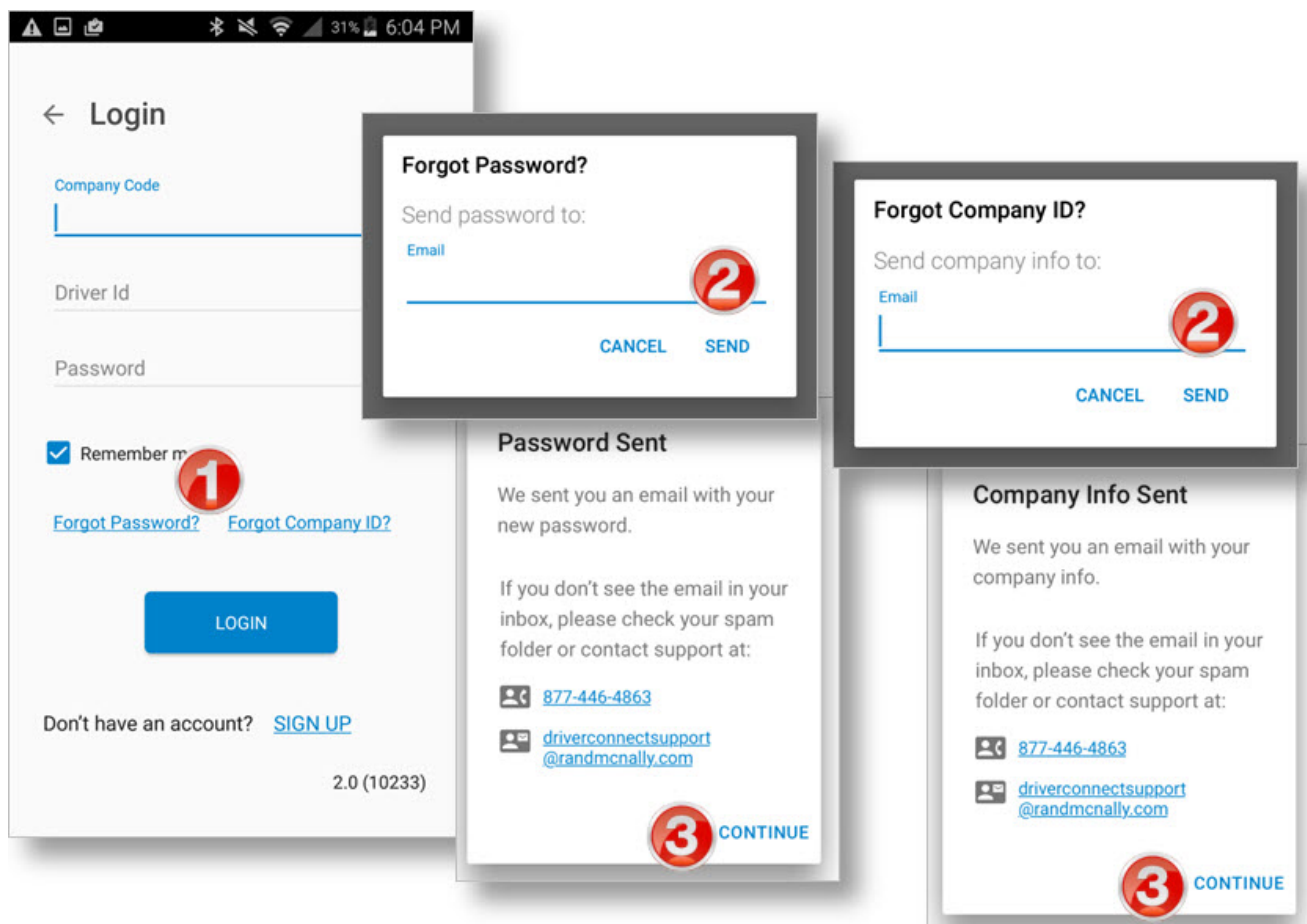 31% 6:04 PM
Login
Company Code
Driver Id
Password
Remember m
1
Forgot Password? Forgot Company ID?
LOGIN
Don't have an account? SIGN UP
2.0 (10233)
Forgot Password?
Send password to:
Email
2
CANCEL SEND
Password Sent
We sent you an email with your
new password.
If you don't see the email in your
inbox, please check your spam
folder or contact support at:
877-446-4863
driverconnectsupport
@randmcnally.com
3 CONTINUE
Forgot Company ID?
Send company info to:
Email
2
CANCEL SEND
Company Info Sent
We sent you an email with your
company info.
If you don't see the email in your
inbox, please check your spam
folder or contact support at:
877-446-4863
driverconnectsupport
@randmcnally.com
3 CONTINUE